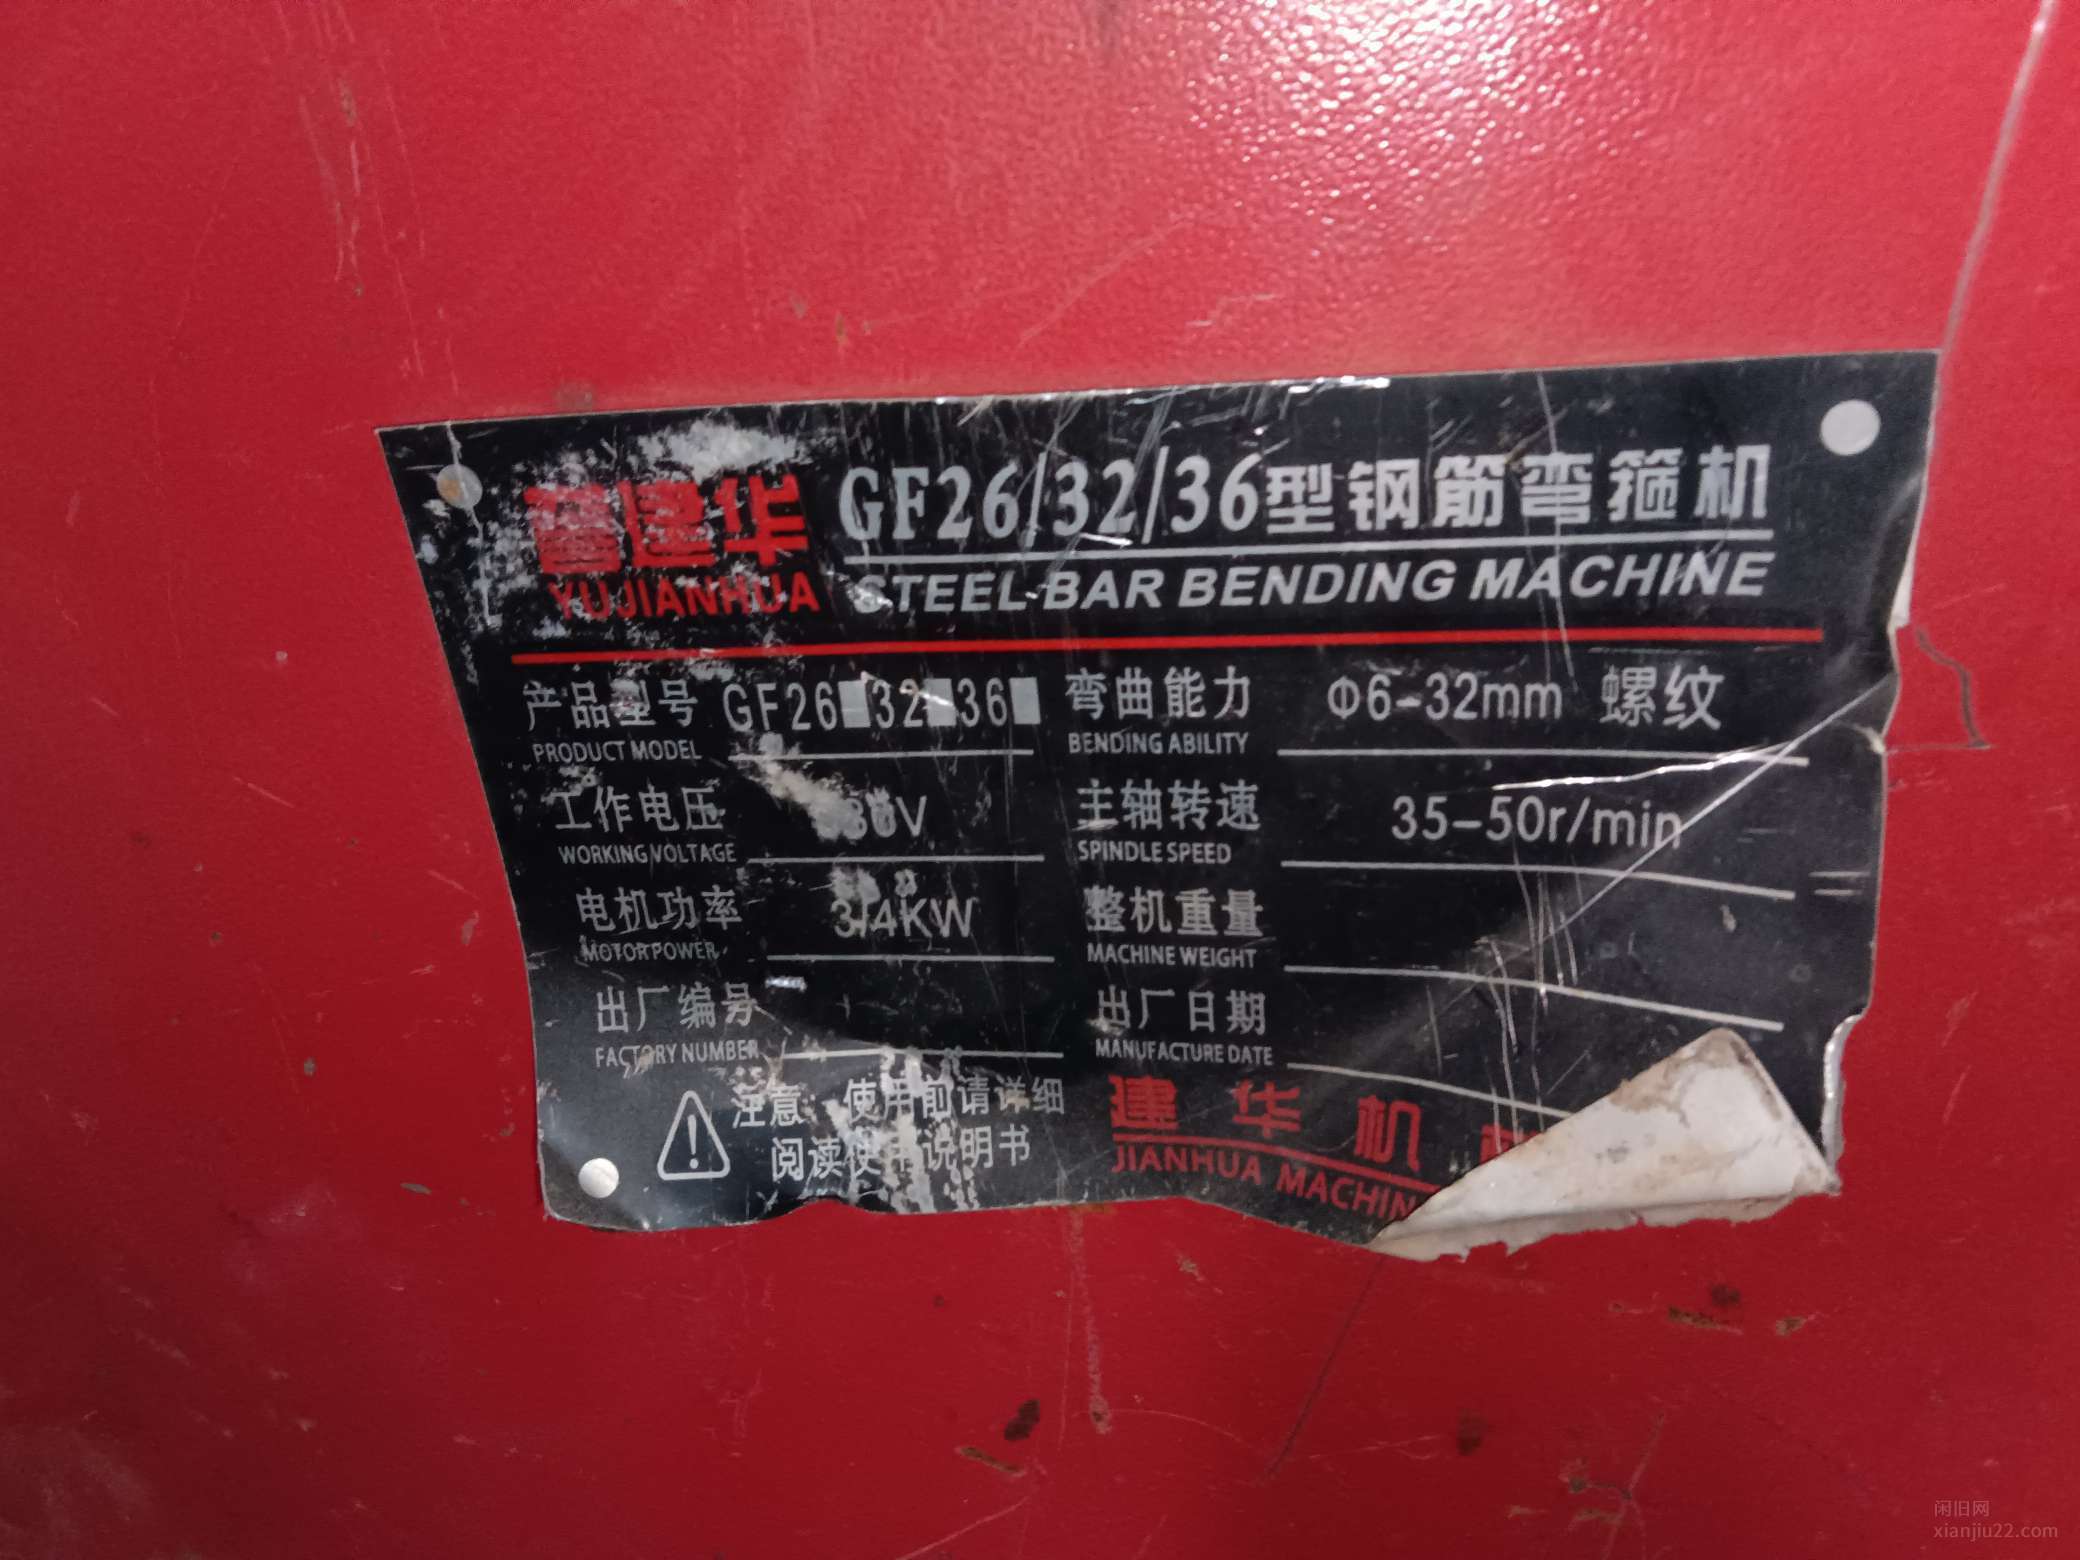 建华
YUJIANHUA
GF26/32/36型钢筋弯箍机
STEEL BAR BENDING MACHINE
产品型号 GF26■32■36■
PRODUCT MODEL
弯曲能力 Φ6-32mm 螺纹
BENDING ABILITY
工作电压
WORKING VOLTAGE
主轴转速 35-50r/min
SPINDLE SPEED
电机功率 3/4KW
MOTOR POWER
整机重量
MACHINE WEIGHT
出厂编号
FACTORY NUMBER
出厂日期
MANUFACTURE DATE
注意: 使用前请详细
阅读使用说明书
建华机
JIANHUA MACHIN
闲旧网
xianjiu22.com